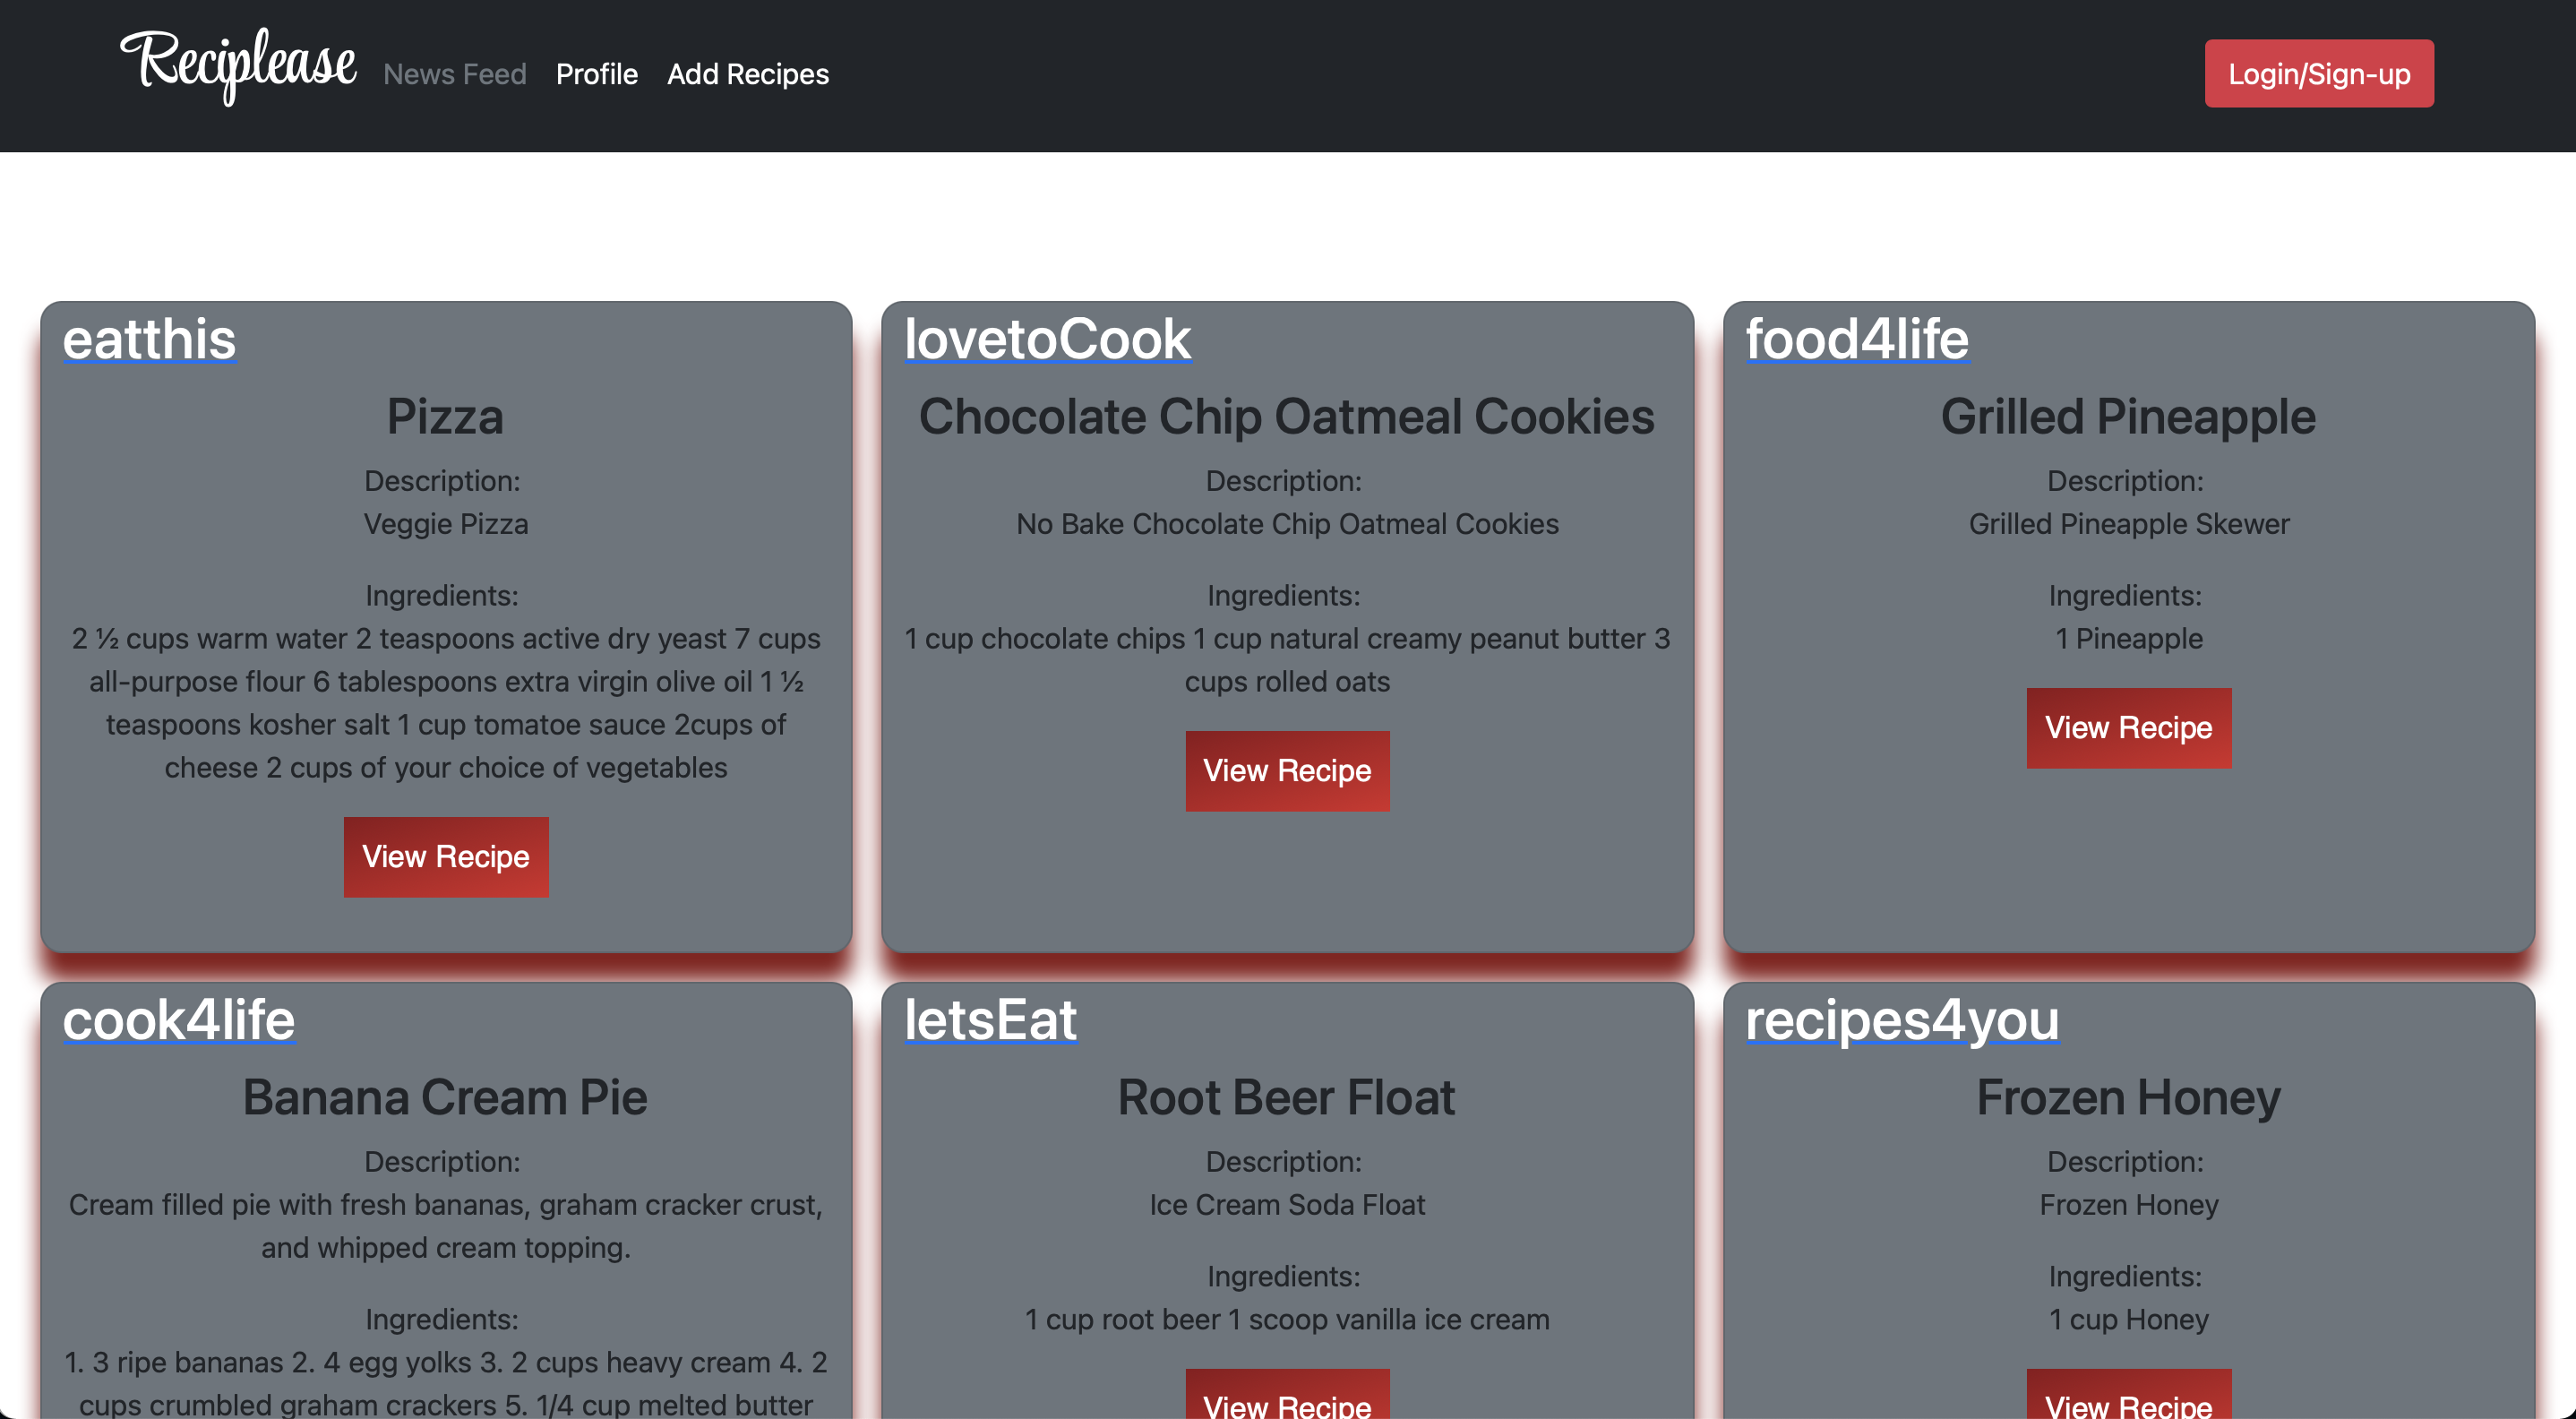 Reciplease
News Feed
Profile
Add Recipes
Login/Sign-up
eatthis
Pizza
Description:
Veggie Pizza
Ingredients:
2 ½ cups warm water 2 teaspoons active dry yeast 7 cups
all-purpose flour 6 tablespoons extra virgin olive oil 1 ½
teaspoons kosher salt 1 cup tomatoe sauce 2cups of
cheese 2 cups of your choice of vegetables
View Recipe
lovetoCook
Chocolate Chip Oatmeal Cookies
Description:
No Bake Chocolate Chip Oatmeal Cookies
Ingredients:
1 cup chocolate chips 1 cup natural creamy peanut butter 3
cups rolled oats
View Recipe
food4life
Grilled Pineapple
Description:
Grilled Pineapple Skewer
Ingredients:
1 Pineapple
View Recipe
cook4life
Banana Cream Pie
Description:
Cream filled pie with fresh bananas, graham cracker crust,
and whipped cream topping.
Ingredients:
1. 3 ripe bananas 2. 4 egg yolks 3. 2 cups heavy cream 4. 2
cups crumbled graham crackers 5. 1/4 cup melted butter
letsEat
Root Beer Float
Description:
Ice Cream Soda Float
Ingredients:
1 cup root beer 1 scoop vanilla ice cream
View Recipe
recipes4you
Frozen Honey
Description:
Frozen Honey
Ingredients:
1 cup Honey
View Recipe